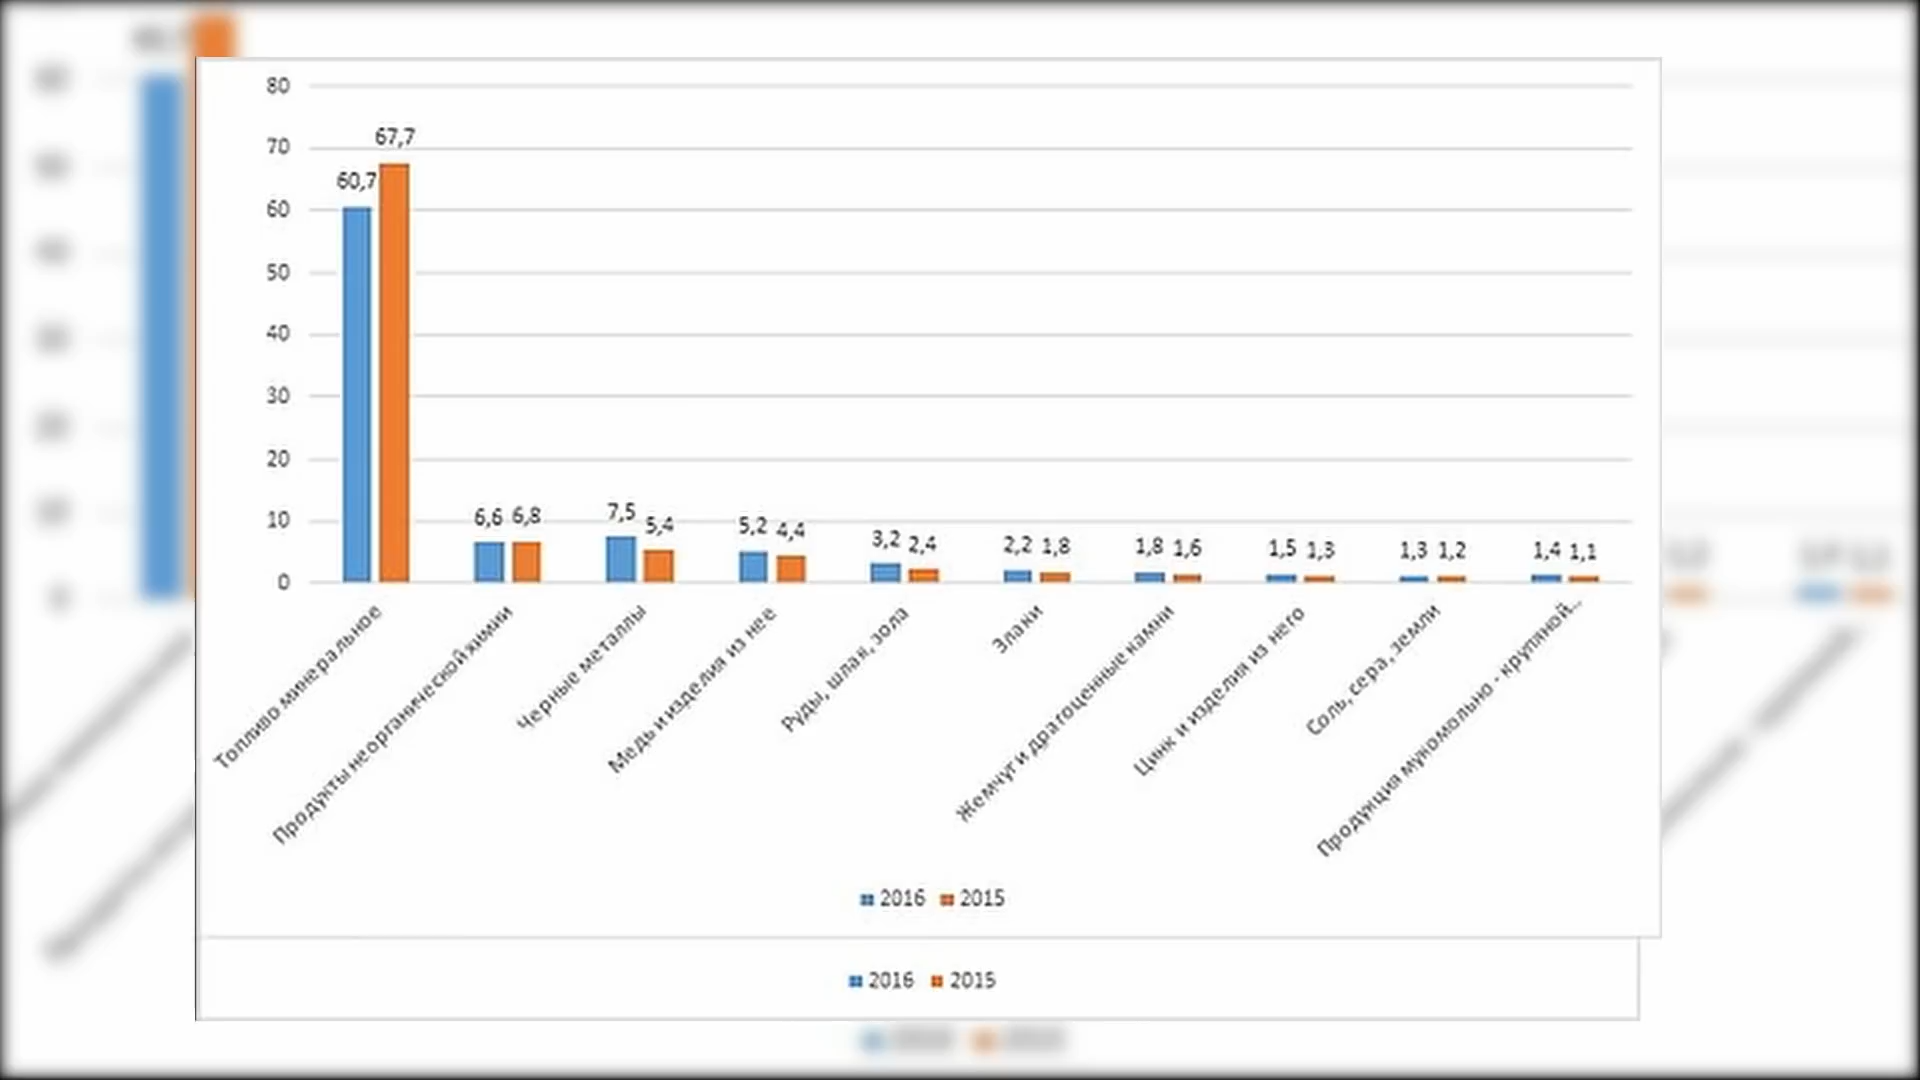 80
70
60
50
40
30
20
10
0
60,7 67,7
6,6 6,8
7,5 5,4
5,2 4,4
3,2 2,4
2,2 1,8
1,8 1,6
1,5 1,3
1,3 1,2
1,4 1,1
Топливо минеральное
Продукты неорганической химии
Черные металлы
Медь и изделия из нее
Руды, шлак, зола
Злаки
Жемчуг и драгоценные камни
Цинк и изделия из него
Соль, сера, земли
Продукция мукомольно - крупяной...
2016 2015
2016 2015